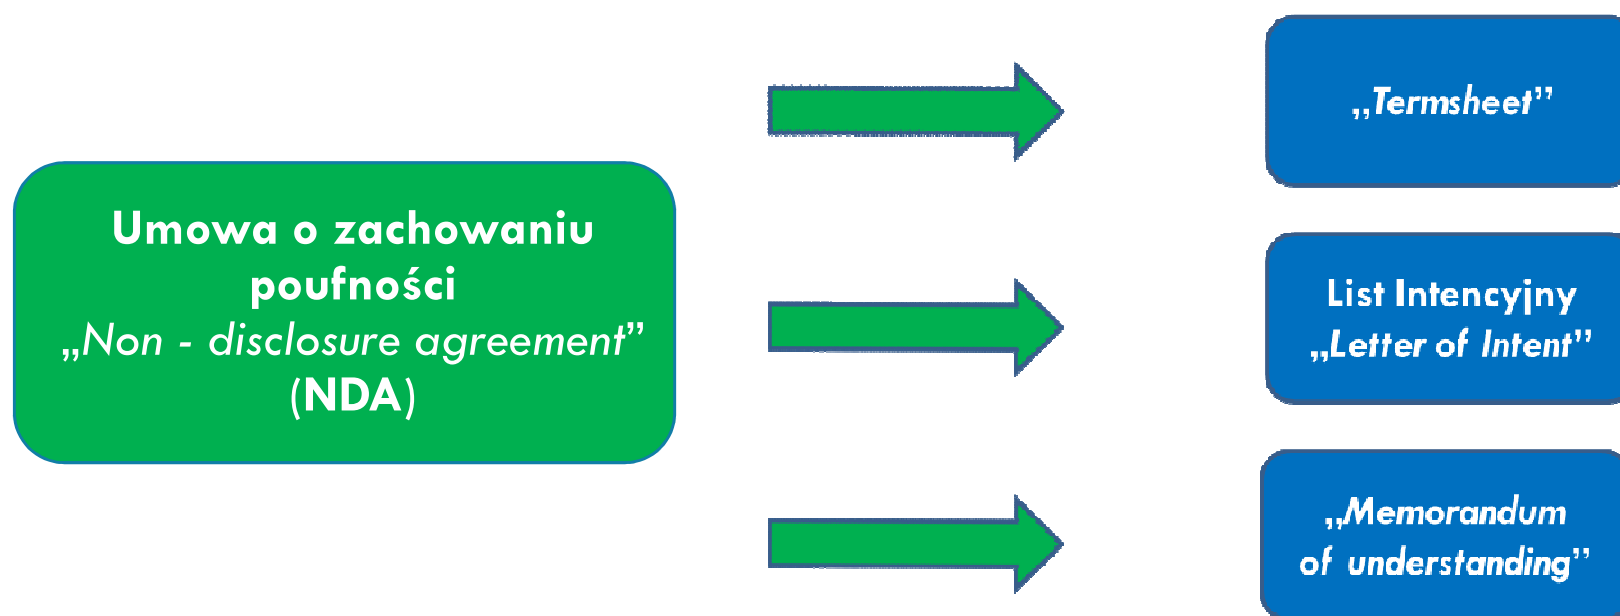 Umowa o zachowaniu
poufności
„Non - disclosure agreement”
(NDA)
„Termsheet”
List Intencyjny
„Letter of Intent”
„Memorandum
of understanding”